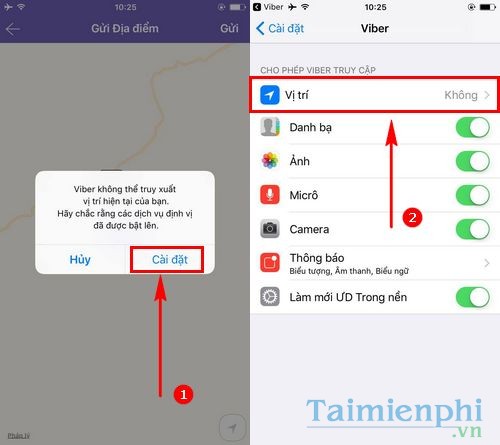 10:25
Gửi Địa điểm
Gửi
Viber không thể truy xuất
vị trí hiện tại của bạn.
Hãy chắc rằng các dịch vụ định vị
đã được bật lên.
Hủy
Cài đặt
1
Pháp lý
Viber
10:25
Cài đặt
Viber
CHO PHÉP VIBER TRUY CẬP
Vị trí
Không
Danh bạ
2
Ảnh
Micrô
Camera
Thông báo
Biểu tượng, Âm thanh, Biểu ngữ
Làm mới ƯD Trong nền
Taimienphi
.vn